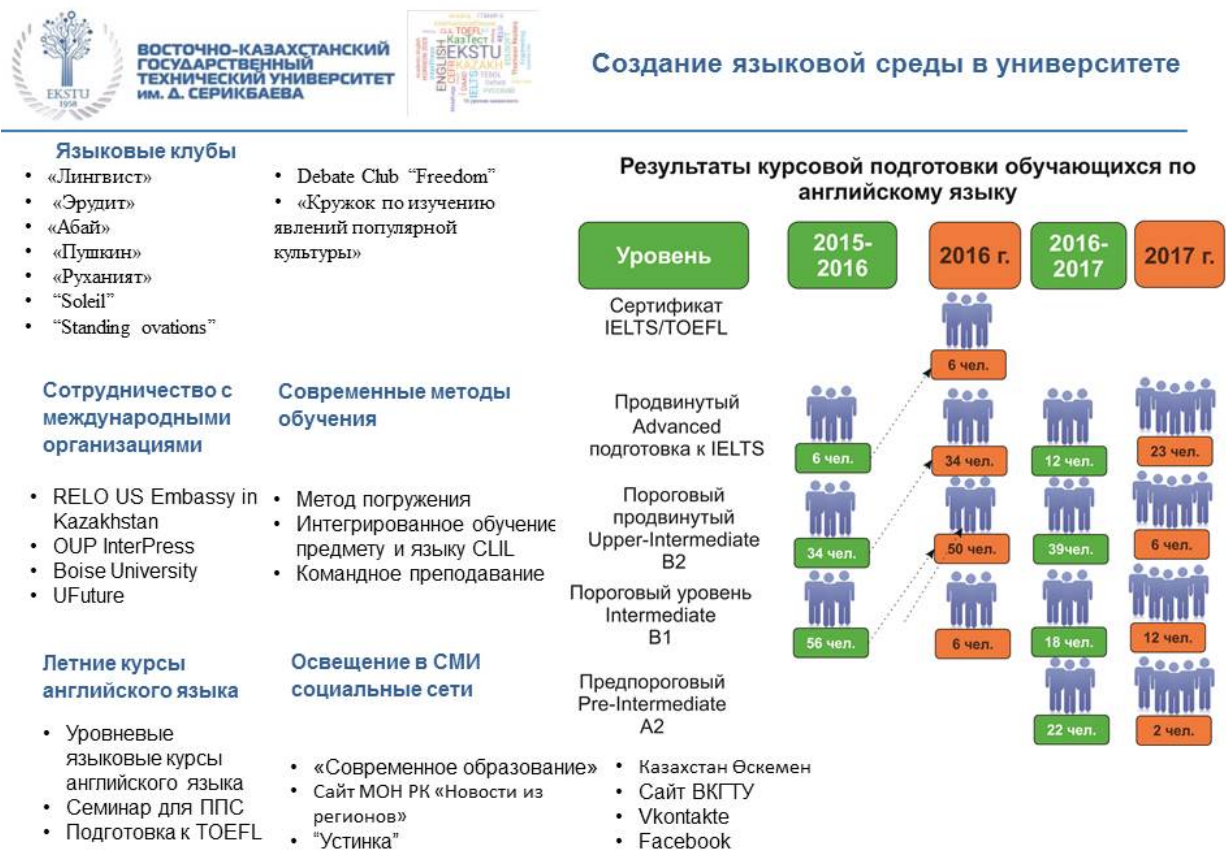 EKSTU
1958
ВОСТОЧНО-КАЗАХСТАНСКИЙ
ГОСУДАРСТВЕННЫЙ
ТЕХНИЧЕСКИЙ УНИВЕРСИТЕТ
им. Д. СЕРИКБАЕВА
TOEFL
КазТест
EKSTU
KAZAKH
ENGLISH
IELTS
Создание языковой среды в университете
Языковые клубы
• «Лингвист»
• «Эрудит»
• «Абай»
• «Пушкин»
• «Руханият»
• “Soleil”
• “Standing ovations”
• Debate Club “Freedom”
• «Кружок по изучению
явлений популярной
культуры»
Сотрудничество с
международными
организациями
• RELO US Embassy in
Kazakhstan
• OUP InterPress
• Boise University
• UFuture
Современные методы
обучения
• Метод погружения
• Интегрированное обучение
предмету и языку CLIL
• Командное преподавание
Летние курсы
английского языка
• Уровневые
языковые курсы
английского языка
• Семинар для ППС
• Подготовка к TOEFL
Освещение в СМИ
социальные сети
• «Современное образование»
• Сайт МОН РК «Новости из
регионов»
• “Устинка”
• Казахстан Өскемен
• Сайт ВКГТУ
• Vkontakte
• Facebook
Результаты курсовой подготовки обучающихся по
английскому языку
Уровень
2015-
2016
2016 г.
2016-
2017
2017 г.
Сертификат
IELTS/TOEFL
6 чел.
Продвинутый
Advanced
подготовка к IELTS
6 чел.
34 чел.
12 чел.
23 чел.
Пороговый
продвинутый
Upper-Intermediate
B2
34 чел.
50 чел.
39чел.
6 чел.
Пороговый уровень
Intermediate
B1
56 чел.
6 чел.
18 чел.
12 чел.
Предпороговый
Pre-Intermediate
A2
22 чел.
2 чел.